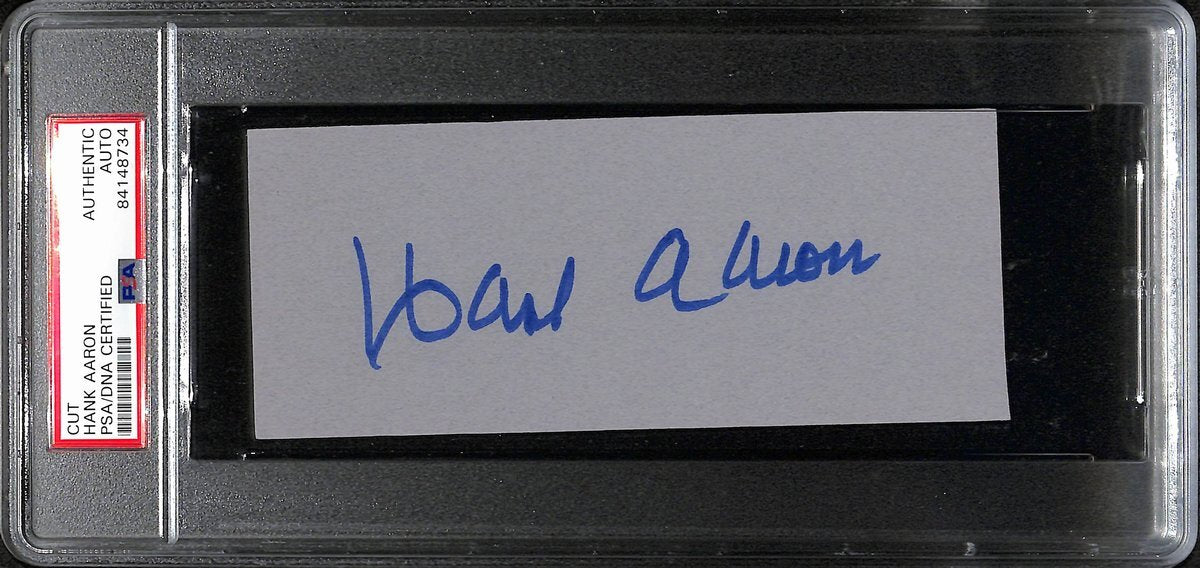 CUT
HANK AARON
PSA/DNA CERTIFIED
AUTHENTIC
AUTO
84148734
PSA
Hank Aaron